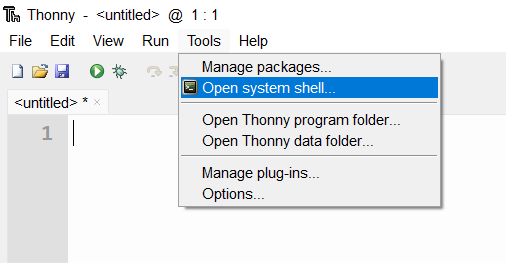 Thonny - <untitled> @ 1 : 1
File Edit View Run Tools Help
Manage packages...
Open system shell...
<untitled> * ×
Open Thonny program folder...
1
Open Thonny data folder...
Manage plug-ins...
Options...